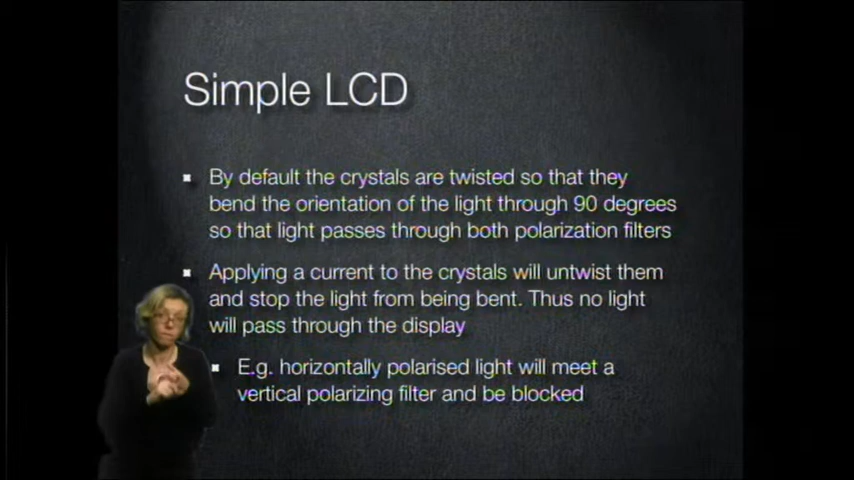 Simple LCD
By default the crystals are twisted so that they
bend the orientation of the light through 90 degrees
so that light passes through both polarization filters
Applying a current to the crystals will untwist them
and stop the light from being bent. Thus no light
will pass through the display
E.g. horizontally polarised light will meet a
vertical polarizing filter and be blocked